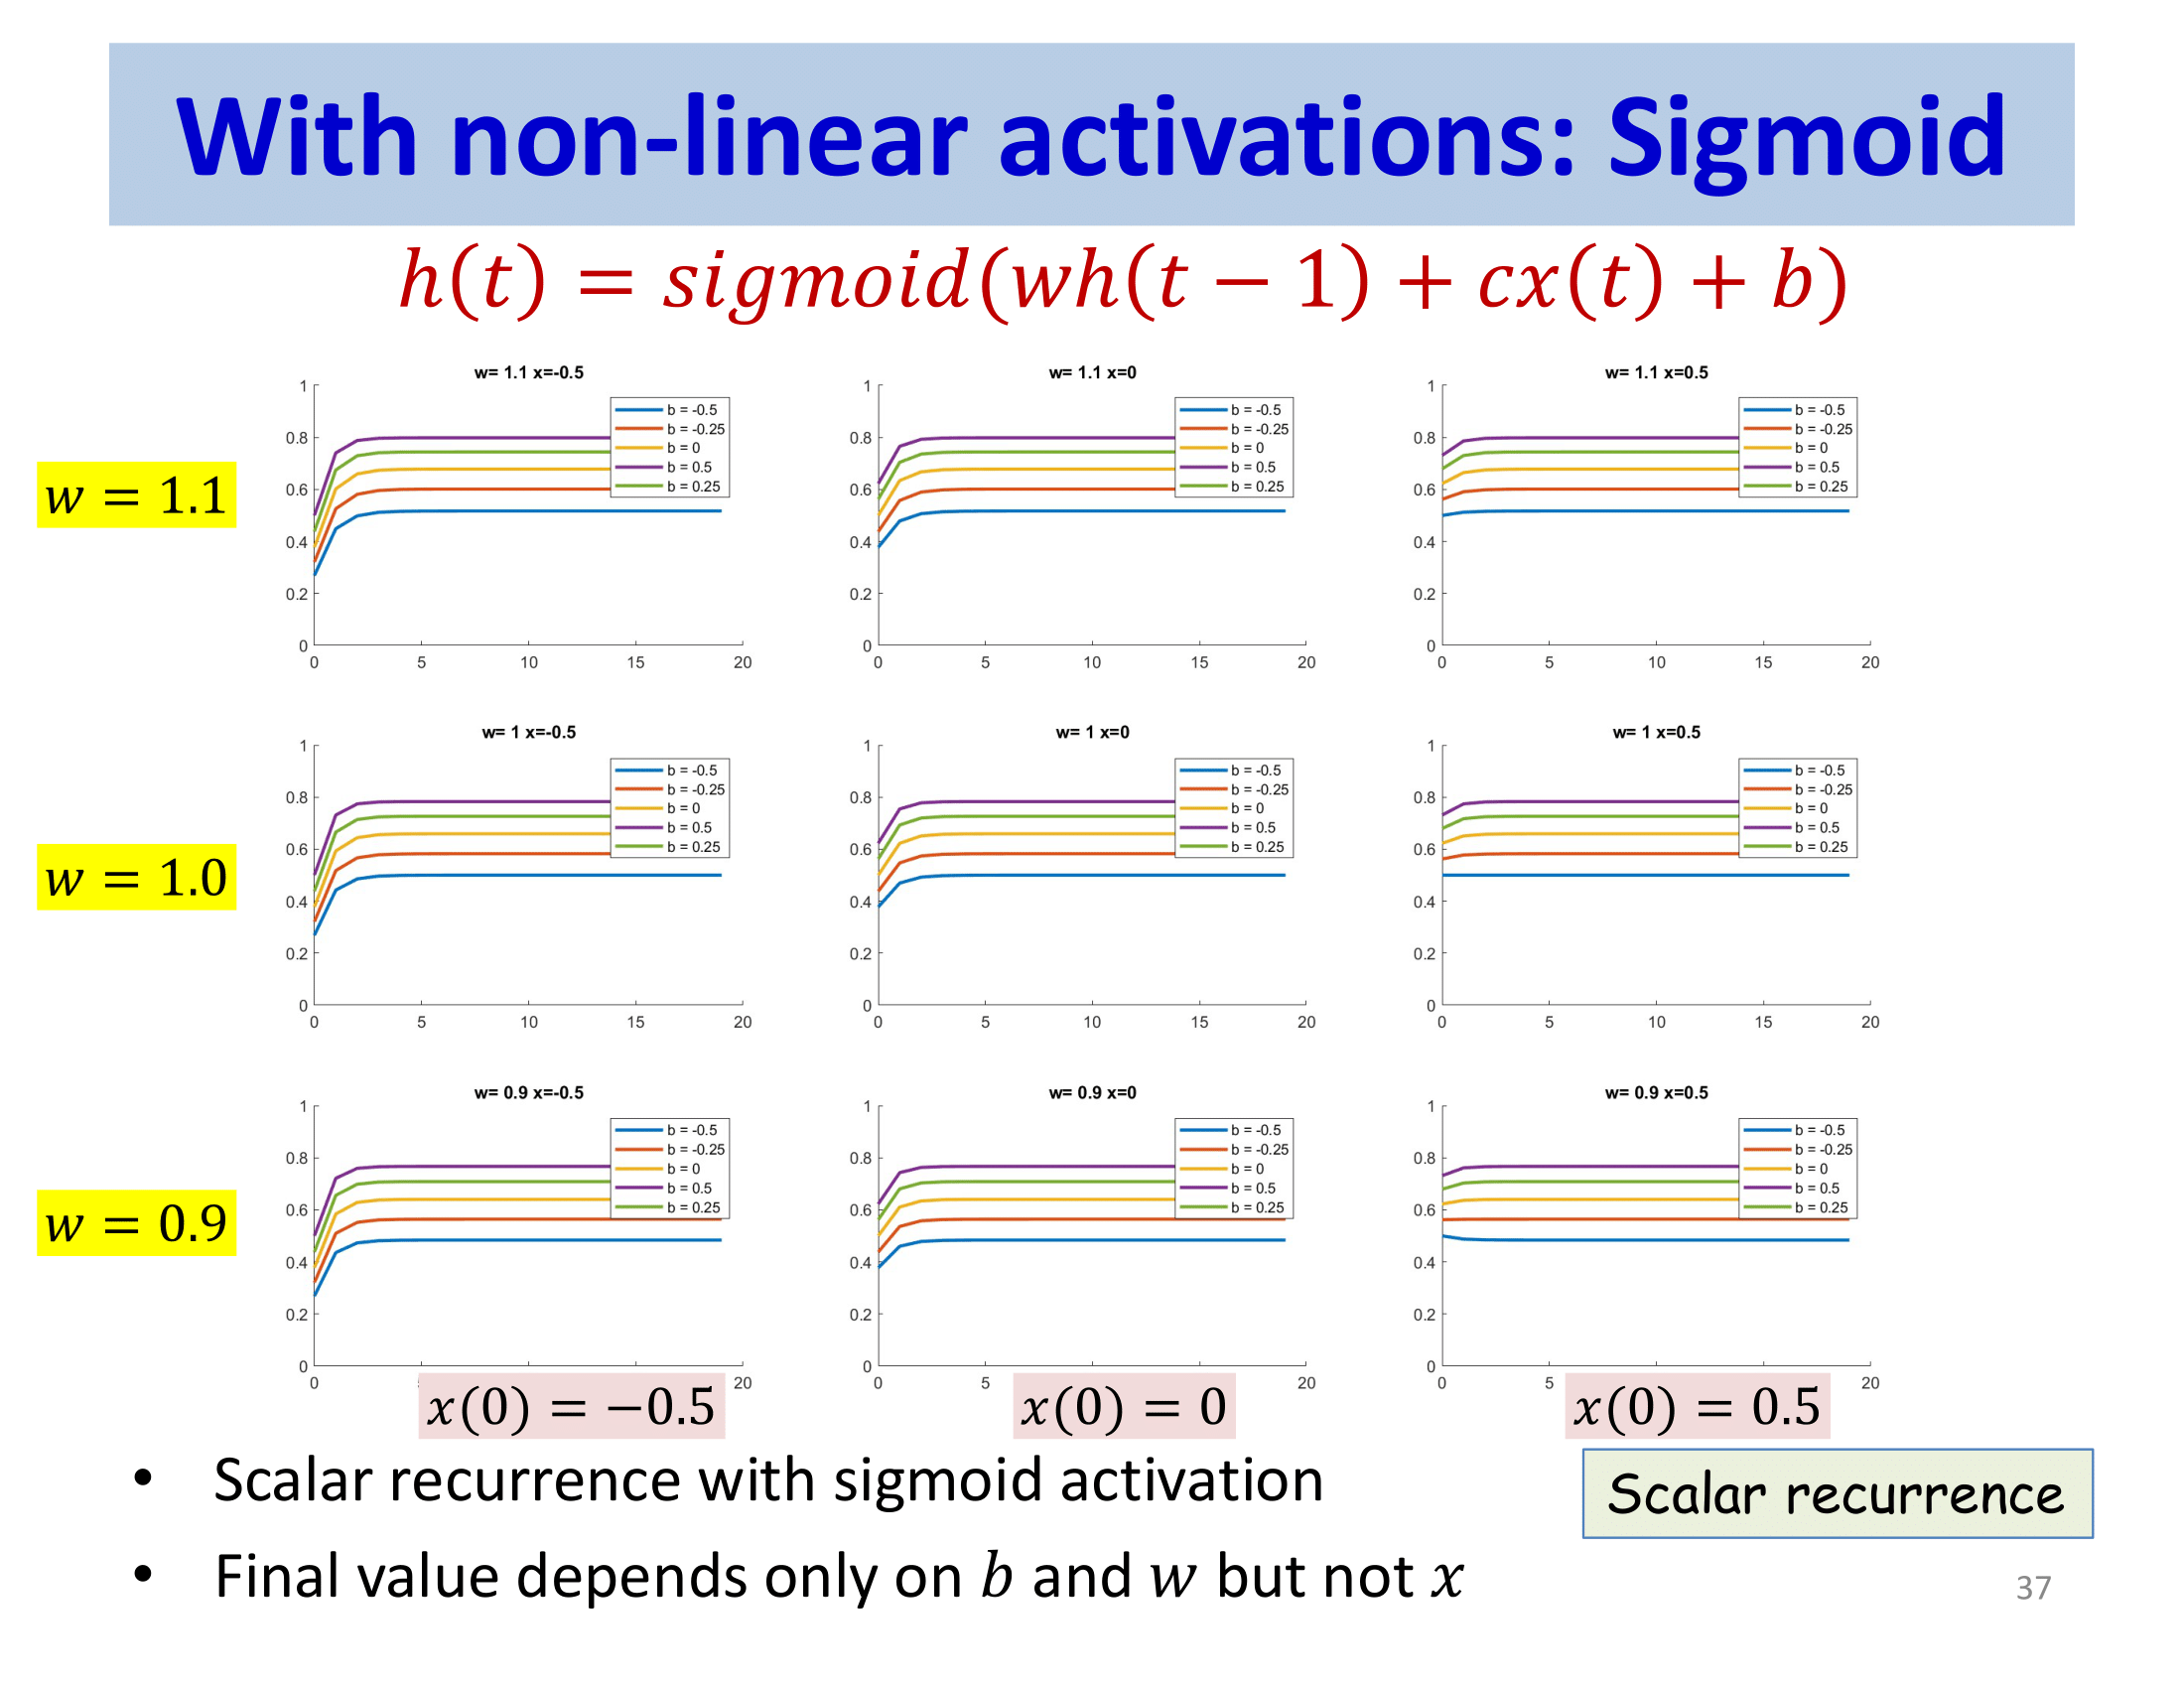 With non-linear activations: Sigmoid
h(t) = sigmoid(wh(t − 1) + cx(t) + b)
w = 1.1
w= 1.1 x=-0.5
1
0.8
0.6
0.4
0.2
0
0 5 10 15 20
b = -0.5
b = -0.25
b = 0
b = 0.5
b = 0.25
w= 1.1 x=0
1
0.8
0.6
0.4
0.2
0
0 5 10 15 20
b = -0.5
b = -0.25
b = 0
b = 0.5
b = 0.25
w= 1.1 x=0.5
1
0.8
0.6
0.4
0.2
0
0 5 10 15 20
b = -0.5
b = -0.25
b = 0
b = 0.5
b = 0.25
w = 1.0
w= 1 x=-0.5
1
0.8
0.6
0.4
0.2
0
0 5 10 15 20
b = -0.5
b = -0.25
b = 0
b = 0.5
b = 0.25
w= 1 x=0
1
0.8
0.6
0.4
0.2
0
0 5 10 15 20
b = -0.5
b = -0.25
b = 0
b = 0.5
b = 0.25
w= 1 x=0.5
1
0.8
0.6
0.4
0.2
0
0 5 10 15 20
b = -0.5
b = -0.25
b = 0
b = 0.5
b = 0.25
w = 0.9
w= 0.9 x=-0.5
1
0.8
0.6
0.4
0.2
0
0 20
b = -0.5
b = -0.25
b = 0
b = 0.5
b = 0.25
w= 0.9 x=0
1
0.8
0.6
0.4
0.2
0
0 5 20
b = -0.5
b = -0.25
b = 0
b = 0.5
b = 0.25
w= 0.9 x=0.5
1
0.8
0.6
0.4
0.2
0
0 5 20
b = -0.5
b = -0.25
b = 0
b = 0.5
b = 0.25
x(0) = −0.5
x(0) = 0
x(0) = 0.5
• Scalar recurrence with sigmoid activation
Scalar recurrence
• Final value depends only on b and w but not x
37